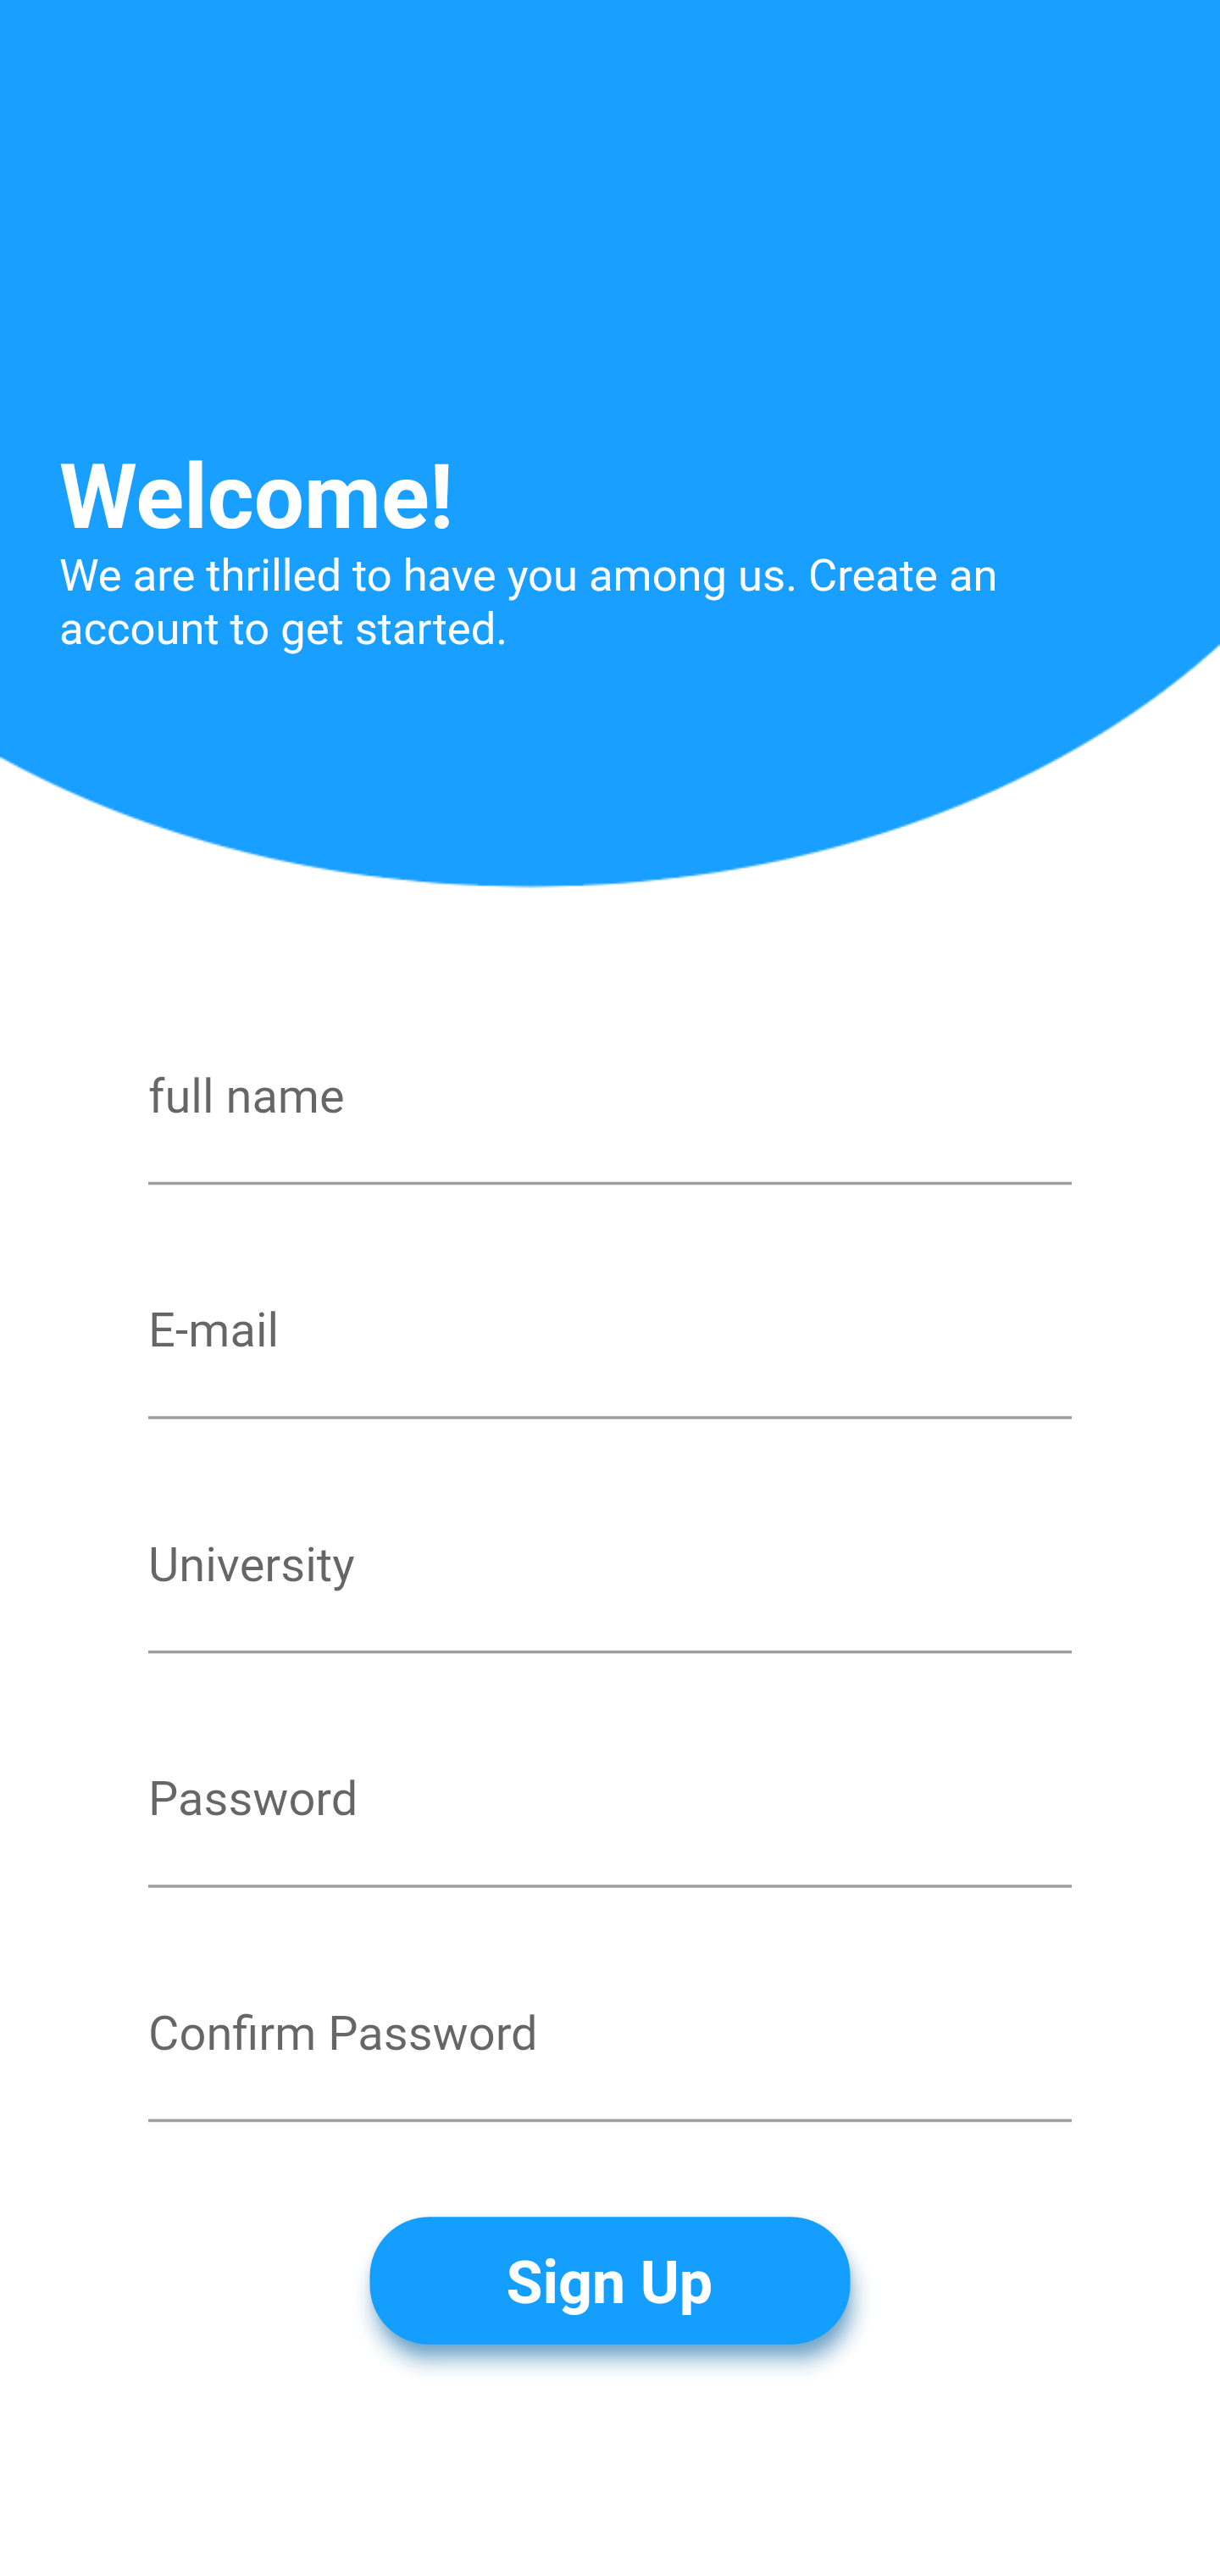 Welcome!
We are thrilled to have you among us. Create an
account to get started.
full name
E-mail
University
Password
Confirm Password
Sign Up